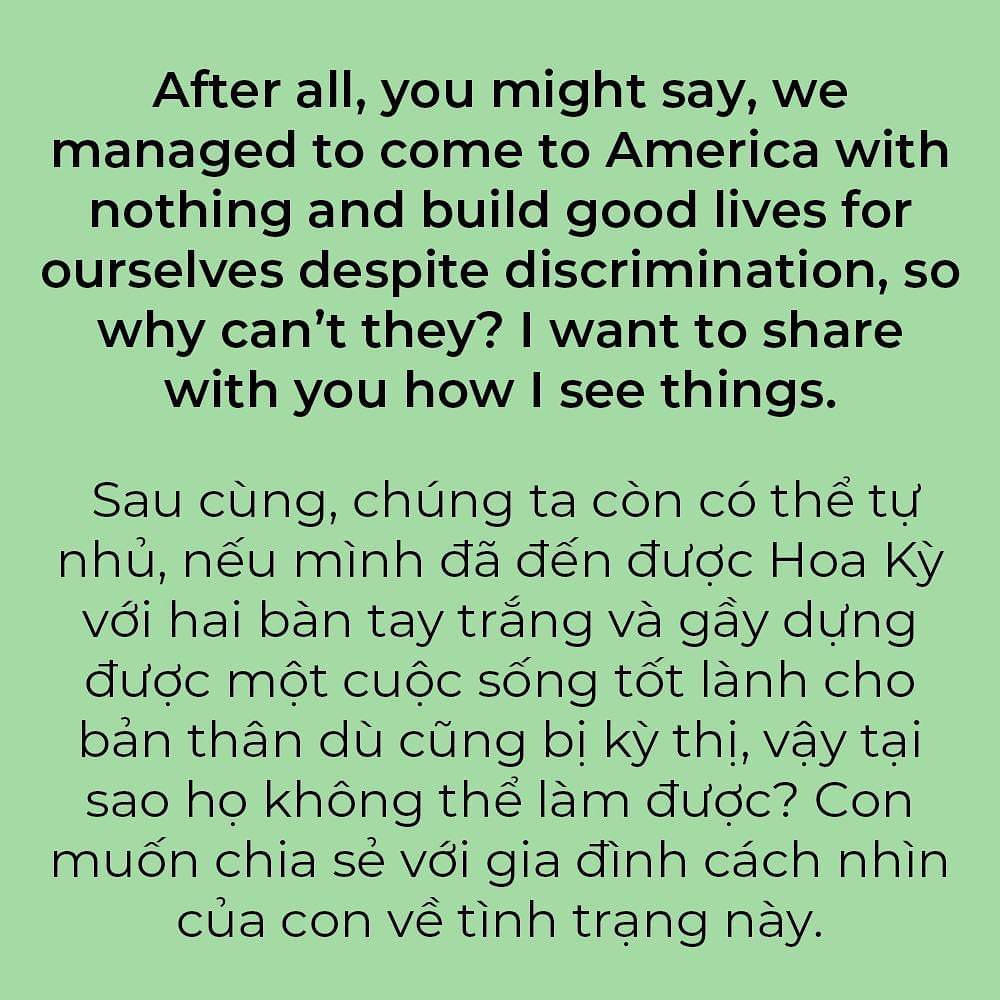 After all, you might say, we
managed to come to America with
nothing and build good lives for
ourselves despite discrimination, so
why can’t they? I want to share
with you how I see things.
Sau cùng, chúng ta còn có thể tự
nhủ, nếu mình đã đến được Hoa Kỳ
với hai bàn tay trắng và gầy dựng
được một cuộc sống tốt lành cho
bản thân dù cũng bị kỳ thị, vậy tại
sao họ không thể làm được? Con
muốn chia sẻ với gia đình cách nhìn
của con về tình trạng này.